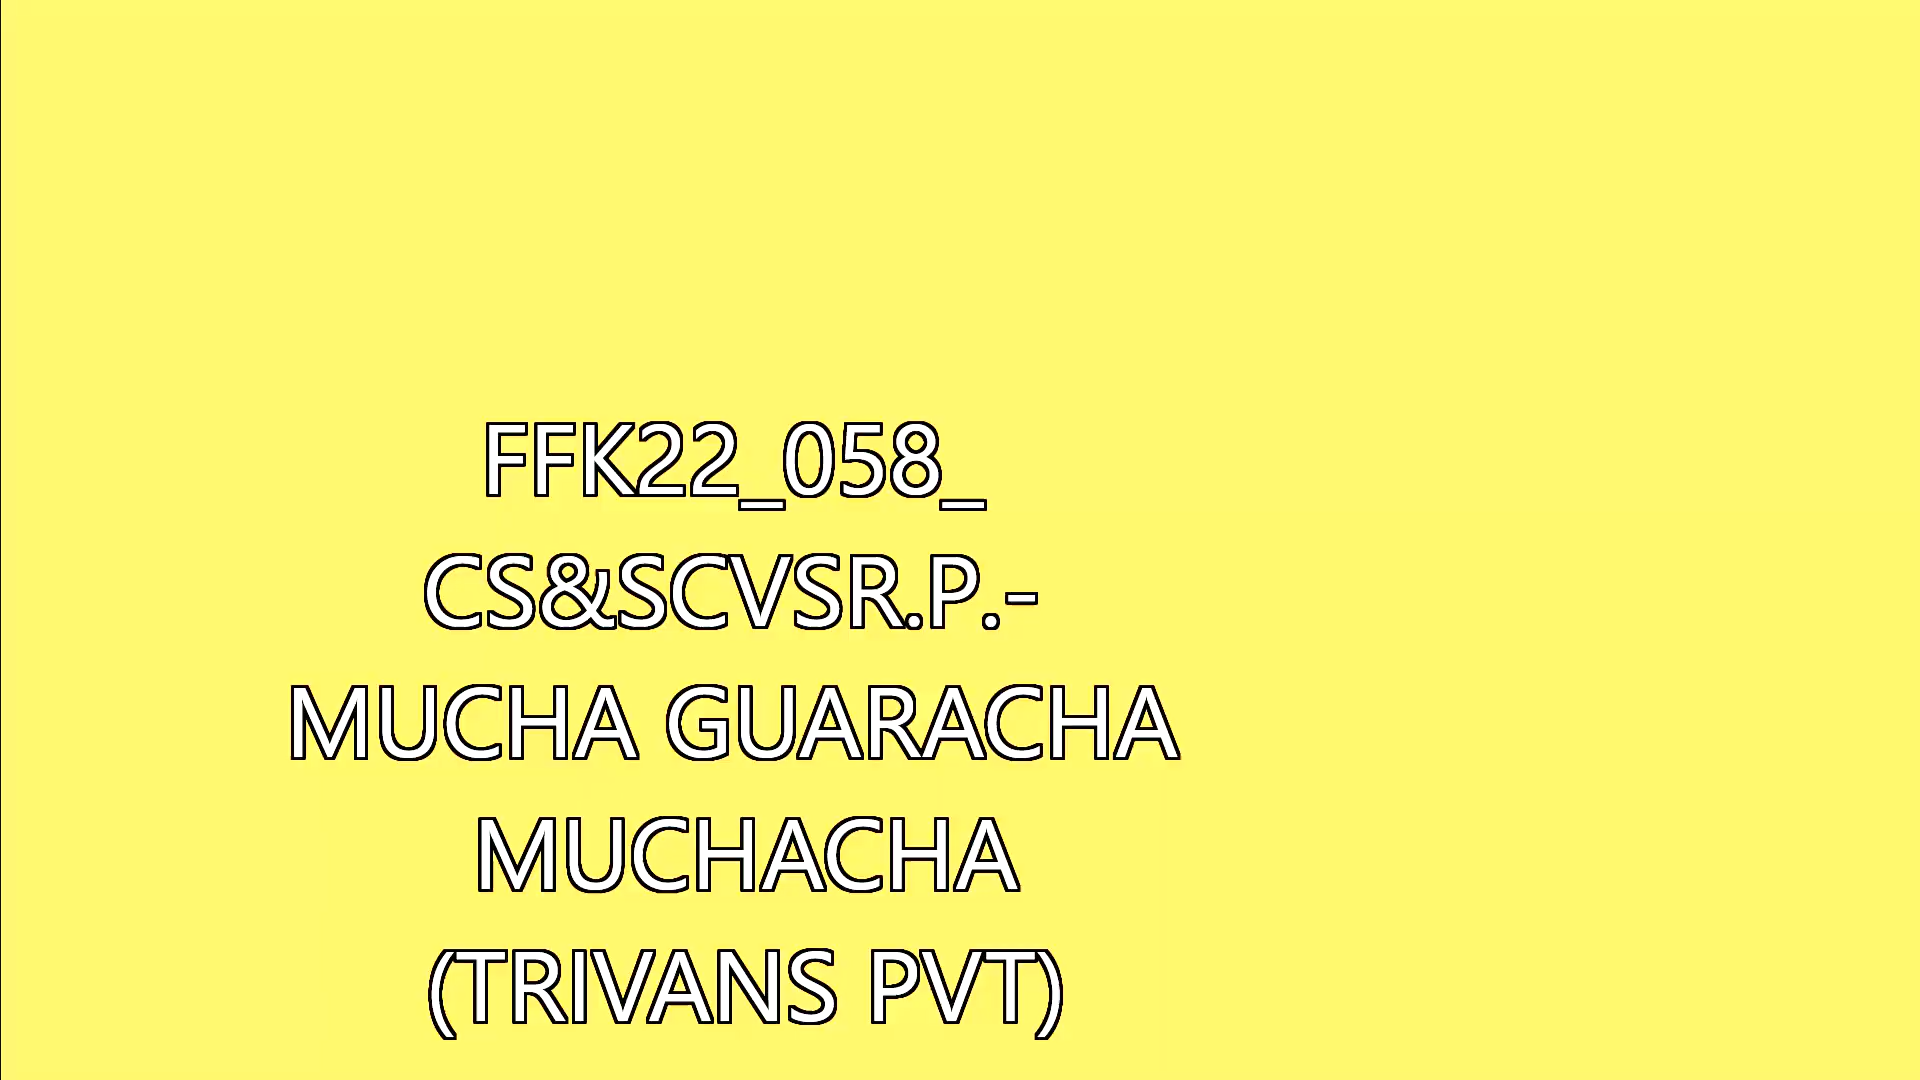 FFK22_058_
CS&SCVSR.P.-
MUCHA GUARACHA
MUCHACHA
(TRIVANS PVT)